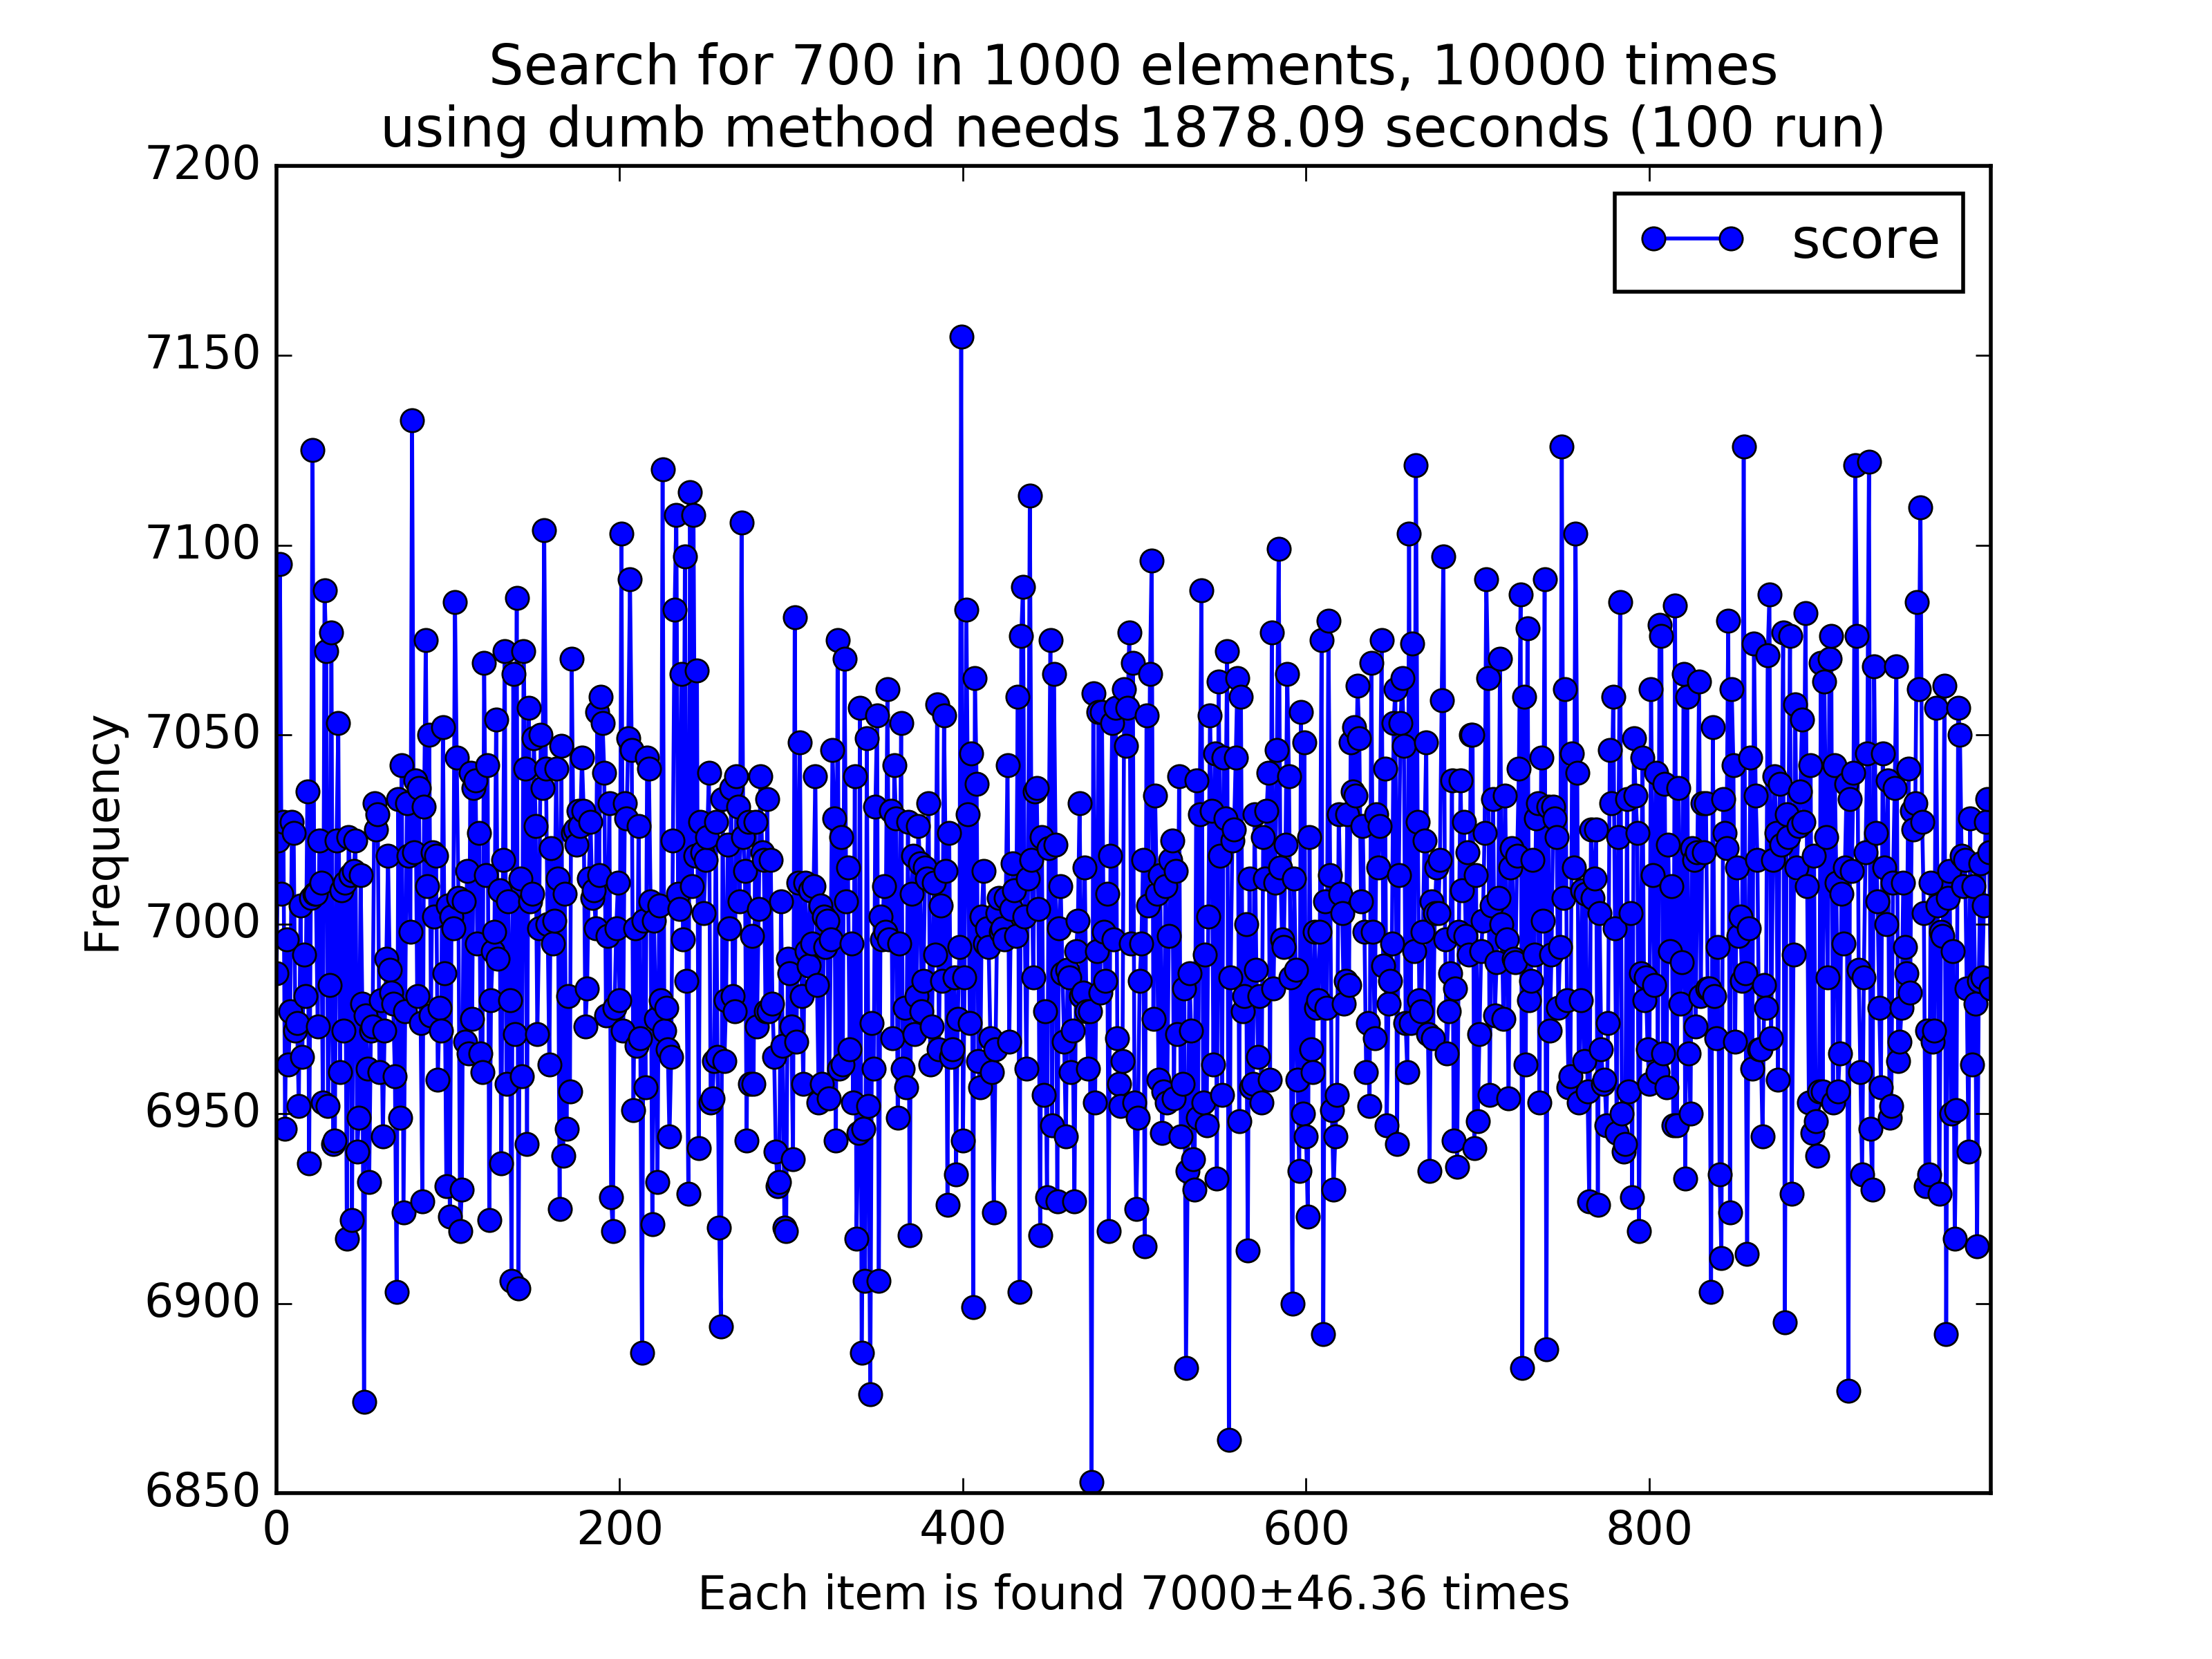 Search for 700 in 1000 elements, 10000 times
using dumb method needs 1878.09 seconds (100 run)
7200
7150
7100
7050
7000
6950
6900
6850
Frequency
score
0 200 400 600 800
Each item is found 7000±46.36 times